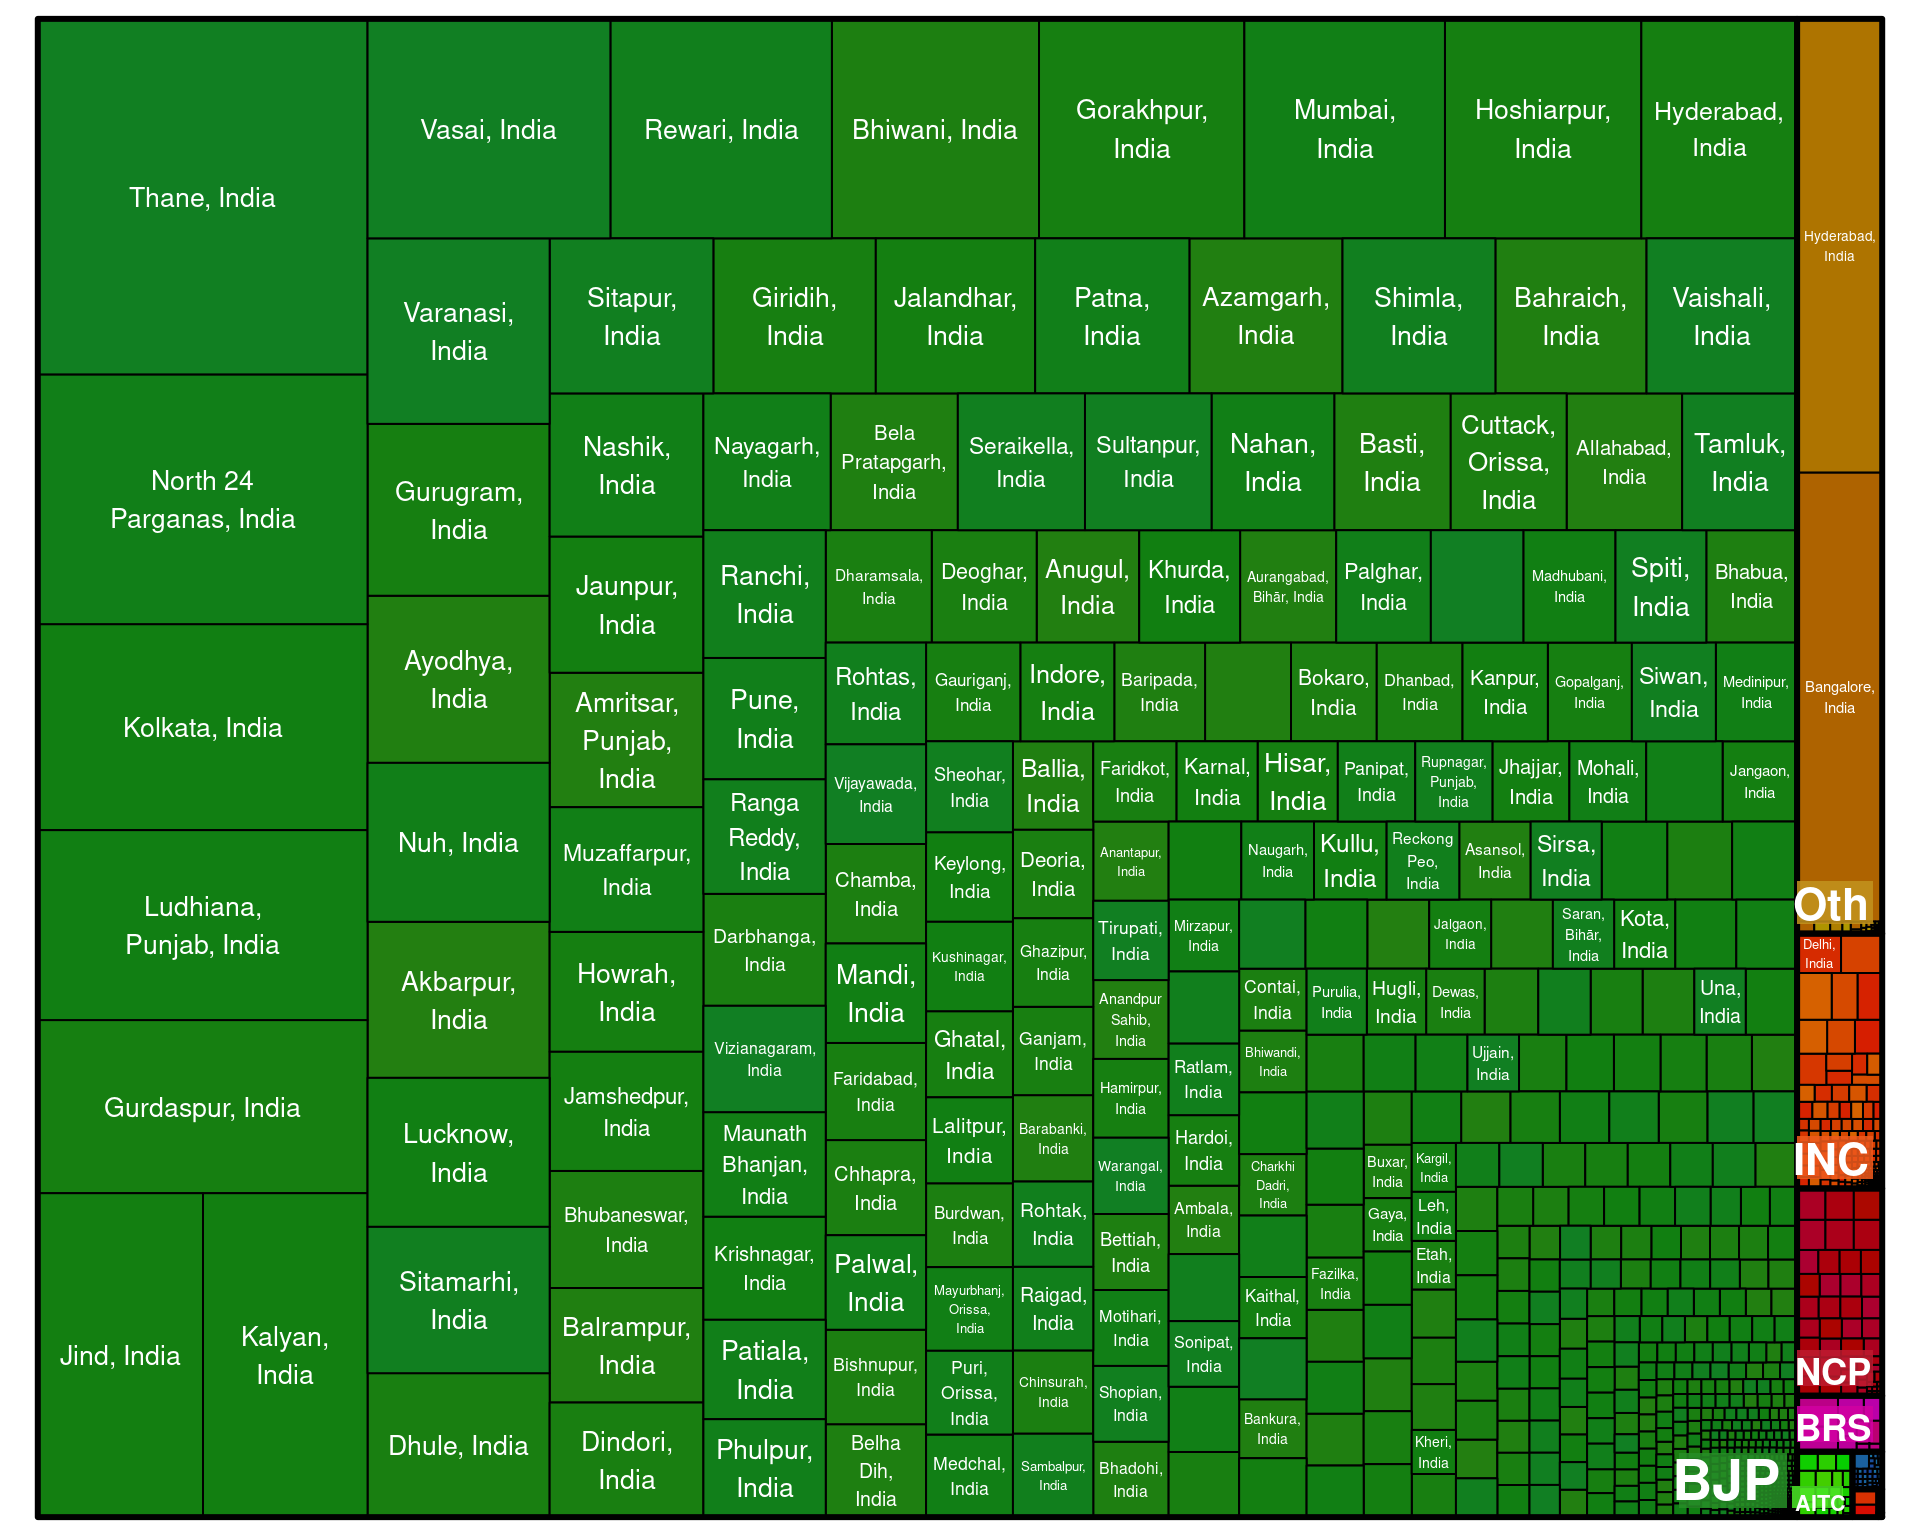 Thane, India
Vasai, India
Rewari, India
Bhiwani, India
Gorakhpur,
India
Mumbai,
India
Hoshiarpur,
India
Hyderabad,
India
Hyderabad,
India
North 24
Parganas, India
Kolkata, India
Ludhiana,
Punjab, India
Gurdaspur, India
Jind, India
Kalyan,
India
Varanasi,
India
Gurugram,
India
Ayodhya,
India
Nuh, India
Akbarpur,
India
Lucknow,
India
Sitamarhi,
India
Dhule, India
Sitapur,
India
Giridih,
India
Jalandhar,
India
Patna,
India
Azamgarh,
India
Shimla,
India
Bahraich,
India
Vaishali,
India
Nashik,
India
Jaunpur,
India
Amritsar,
Punjab,
India
Muzaffarpur,
India
Howrah,
India
Jamshedpur,
India
Bhubaneswar,
India
Balrampur,
India
Dindori,
India
Nayagarh,
India
Bela
Pratapgarh,
India
Seraikella,
India
Sultanpur,
India
Nahan,
India
Basti,
India
Cuttack,
Orissa,
India
Allahabad,
India
Tamluk,
India
Ranchi,
India
Pune,
India
Ranga
Reddy,
India
Darbhanga,
India
Vizianagaram,
India
Maunath
Bhanjan,
India
Krishnagar,
India
Patiala,
India
Phulpur,
India
Dharamsala,
India
Deoghar,
India
Anugul,
India
Khurda,
India
Aurangabad,
Bihār, India
Palghar,
India
Madhubani,
India
Spiti,
India
Bhabua,
India
Rohtas,
India
Vijayawada,
India
Chamba,
India
Mandi,
India
Faridabad,
India
Chhapra,
India
Palwal,
India
Bishnupur,
India
Belha
Dih,
India
Gauriganj,
India
Indore,
India
Baripada,
India
Bokaro,
India
Dhanbad,
India
Kanpur,
India
Gopalganj,
India
Siwan,
India
Medinipur,
India
Bangalore,
India
Sheohar,
India
Keylong,
India
Kushinagar,
India
Ghatal,
India
Lalitpur,
India
Burdwan,
India
Mayurbhanj,
Orissa,
India
Puri,
Orissa,
India
Medchal,
India
Ballia,
India
Deoria,
India
Ghazipur,
India
Ganjam,
India
Barabanki,
India
Rohtak,
India
Raigad,
India
Chinsurah,
India
Sambalpur,
India
Faridkot,
India
Karnal,
India
Hisar,
India
Panipat,
India
Rupnagar,
Punjab,
India
Jhajjar,
India
Mohali,
India
Jangaon,
India
Anantapur,
India
Tirupati,
India
Anandpur
Sahib,
India
Hamirpur,
India
Warangal,
India
Bettiah,
India
Motihari,
India
Shopian,
India
Bhadohi,
India
Naugarh,
India
Kullu,
India
Reckong
Peo,
India
Asansol,
India
Sirsa,
India
Mirzapur,
India
Ratlam,
India
Hardoi,
India
Ambala,
India
Sonipat,
India
Jalgaon,
India
Saran,
Bihār,
India
Kota,
India
Contai,
India
Bhiwandi,
India
Charkhi
Dadri,
India
Kaithal,
India
Bankura,
India
Purulia,
India
Hugli,
India
Dewas,
India
Una,
India
Ujjain,
India
Fazilka,
India
Buxar,
India
Gaya,
India
Kargil,
India
Leh,
India
Etah,
India
Kheri,
India
Oth
Delhi,
India
INC
NCP
BRS
BJP
AITC